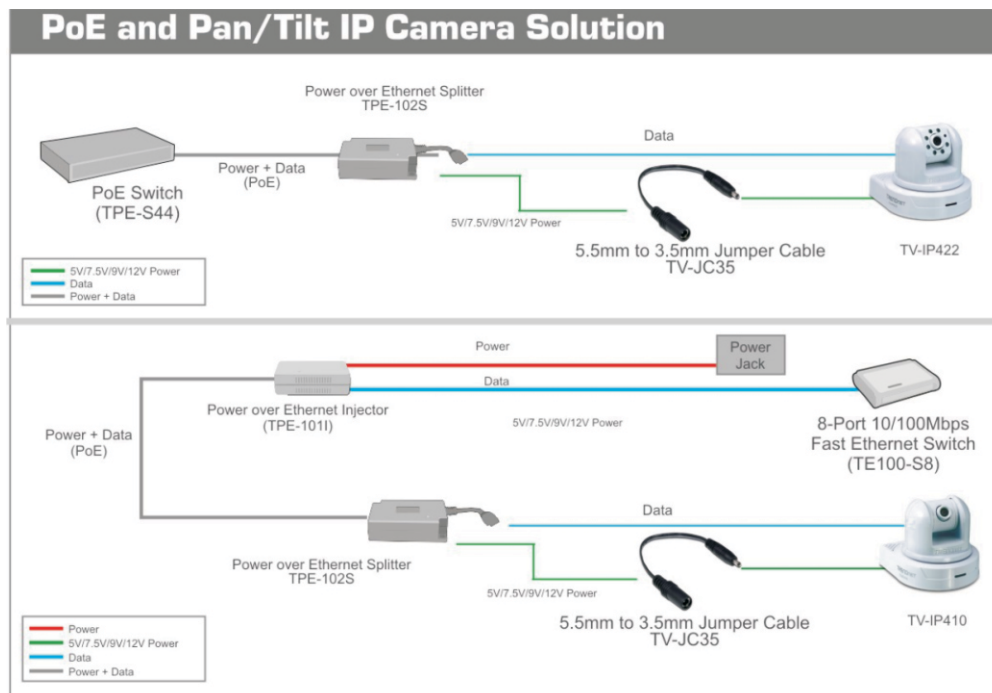 PoE and Pan/Tilt IP Camera Solution
Power over Ethernet Splitter
TPE-102S
Data
Power + Data
(PoE)
PoE Switch
(TPE-S44)
5V/7.5V/9V/12V Power
5.5mm to 3.5mm Jumper Cable
TV-JC35
TV-IP422
5V/7.5V/9V/12V Power
Data
Power + Data
Power
Power
Jack
Data
Power over Ethernet Injector
(TPE-101I)
5V/7.5V/9V/12V Power
8-Port 10/100Mbps
Fast Ethernet Switch
(TE100-S8)
Power + Data
(PoE)
Data
Power over Ethernet Splitter
TPE-102S
5V/7.5V/9V/12V Power
5.5mm to 3.5mm Jumper Cable
TV-JC35
TV-IP410
Power
5V/7.5V/9V/12V Power
Data
Power + Data